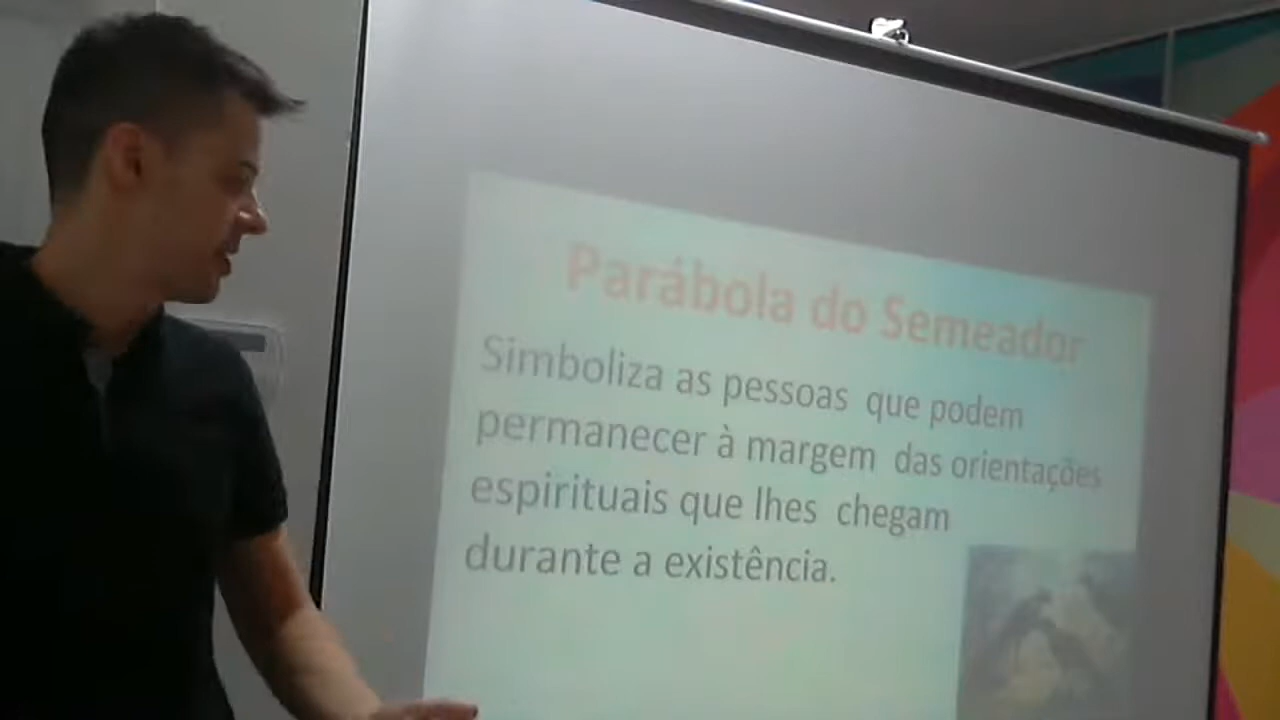 Parábola do Semeador
Simboliza as pessoas que podem
permanecer à margem das orientações
espirituais que lhes chegam
durante a existência.